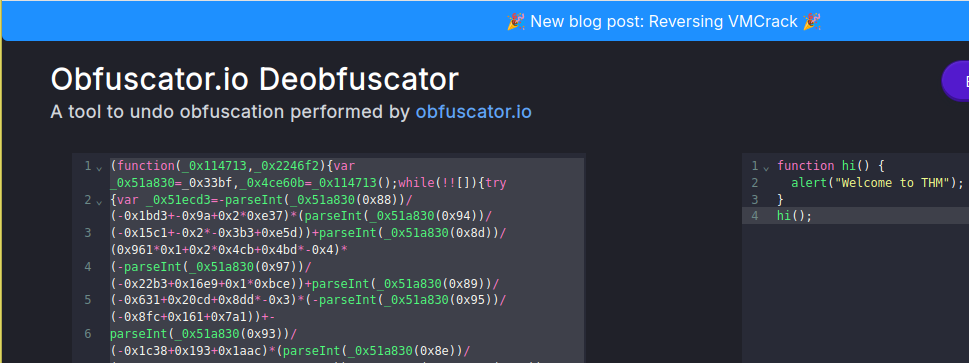 🎉 New blog post: Reversing VMCrack 🎉
Obfuscator.io Deobfuscator
A tool to undo obfuscation performed by obfuscator.io
1 (function(_0x114713,_0x2246f2){var
_0x51a830=_0x33bf,_0x4ce60b=_0x114713();while(!![]){try
2 {var _0x51ecd3=-parseInt(_0x51a830(0x88))/
(-0x1bd3+-0x9a+0x2*0xe37)*(parseInt(_0x51a830(0x94))/
3 (-0x15c1+-0x2*-0x3b3+0xe5d))+parseInt(_0x51a830(0x8d))/
(0x961*0x1+0x2*0x4cb+0x4bd*-0x4)*
4 (-parseInt(_0x51a830(0x97))/
(-0x22b3+0x16e9+0x1*0xbce))+parseInt(_0x51a830(0x89))/
5 (-0x631+0x20cd+0x8dd*-0x3)*(-parseInt(_0x51a830(0x95))/
(-0x8fc+0x161+0x7a1))+-
6 parseInt(_0x51a830(0x93))/
(-0x1c38+0x193+0x1aac)*(parseInt(_0x51a830(0x8e))/
1 function hi() {
2 alert("Welcome to THM");
3 }
4 hi();